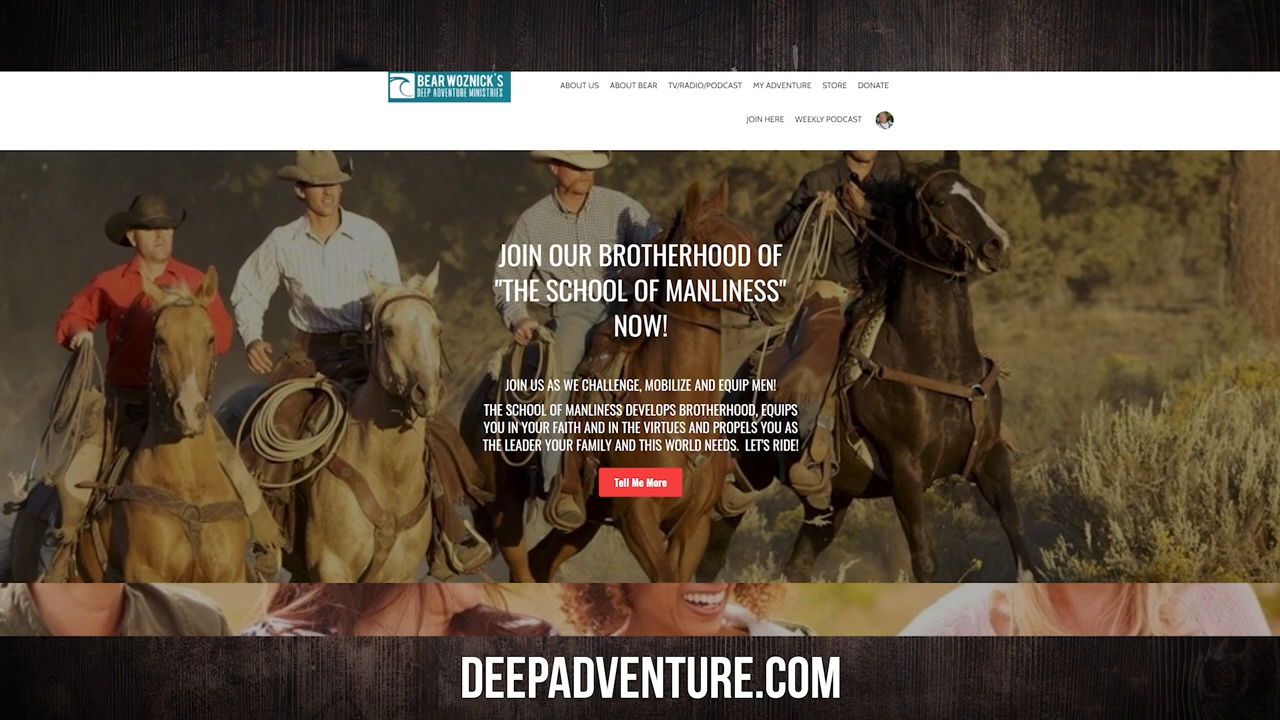 BEAR WOZNICK'S
DEEP ADVENTURE MINISTRIES
ABOUT US ABOUT BEAR TV/RADIO/PODCAST MY ADVENTURE STORE DONATE
JOIN HERE WEEKLY PODCAST
JOIN OUR BROTHERHOOD OF
"THE SCHOOL OF MANLINESS"
NOW!
JOIN US AS WE CHALLENGE, MOBILIZE AND EQUIP MEN!
THE SCHOOL OF MANLINESS DEVELOPS BROTHERHOOD, EQUIPS
YOU IN YOUR FAITH AND IN THE VIRTUES AND PROPELS YOU AS
THE LEADER YOUR FAMILY AND THIS WORLD NEEDS. LET'S RIDE!
Tell Me More
DEEPADVENTURE.COM